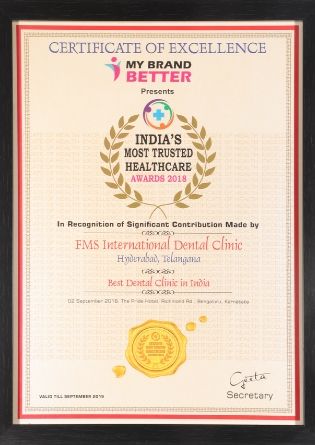 CERTIFICATE OF EXCELLENCE
MY BRAND
BETTER
Presents
INDIA'S
MOST TRUSTED
HEALTHCARE
AWARDS 2018
In Recognition of Significant Contribution Made by
FMS International Dental Clinic
Hyderabad, Telangana
Best Dental Clinic in India
02 September 2018, The Pride Hotel, Richmond Rd., Bengaluru, Karnataka
Geeta
Secretary
VALID TILL SEPTEMBER 2019